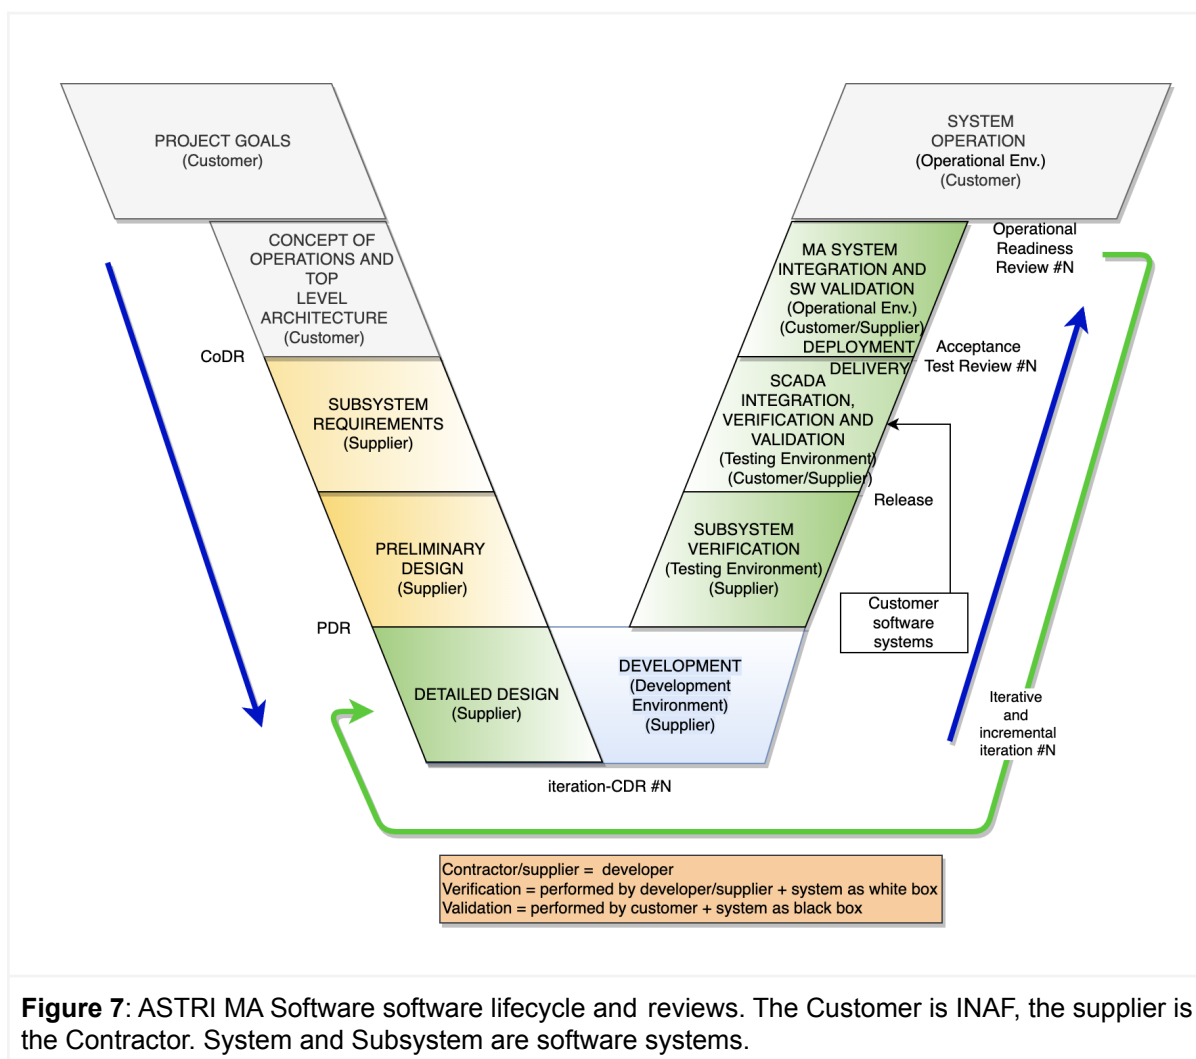 PROJECT GOALS
(Customer)
CONCEPT OF
OPERATIONS AND
TOP
LEVEL
ARCHITECTURE
(Customer)
CoDR
SUBSYSTEM
REQUIREMENTS
(Supplier)
PRELIMINARY
DESIGN
(Supplier)
PDR
DETAILED DESIGN
(Supplier)
DEVELOPMENT
(Development
Environment)
(Supplier)
iteration-CDR #N
SUBSYSTEM
VERIFICATION
(Testing Environment)
(Supplier)
Release
Customer
software
systems
DELIVERY
SCADA
INTEGRATION,
VERIFICATION AND
VALIDATION
(Testing Environment)
(Customer/Supplier)
Acceptance
Test Review #N
MA SYSTEM
INTEGRATION AND
SW VALIDATION
(Operational Env.)
(Customer/Supplier)
DEPLOYMENT
Operational
Readiness
Review #N
SYSTEM
OPERATION
(Operational Env.)
(Customer)
Iterative
and
incremental
iteration #N
Contractor/supplier = developer
Verification = performed by developer/supplier + system as white box
Validation = performed by customer + system as black box
Figure 7: ASTRI MA Software software lifecycle and reviews. The Customer is INAF, the supplier is
the Contractor. System and Subsystem are software systems.